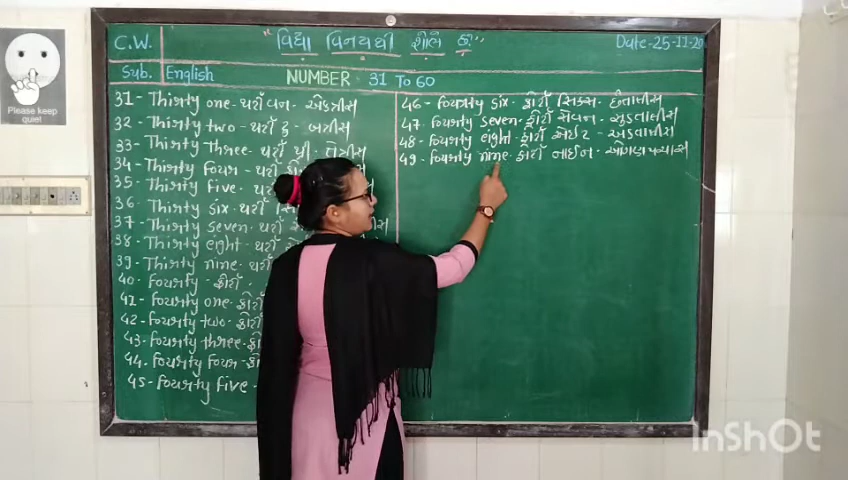 C.W.
"વિદ્યા વિનયથી શોભે છે."
Date-25-11-20
Sub. English
NUMBER 31 TO 60
Please keep quiet!
31 - Thirty one - થર્ટી વન - એકત્રીસ
32 - Thirty two - થર્ટી ટુ - બત્રીસ
33 - Thirty three - થર્ટી થ્રી - તેત્રીસ
34 - Thirty four - થર્ટી
35 - Thirty five - થર્ટી
36 - Thirty six - થર્ટી સિક્સ
37 - Thirty seven - થર્ટી
38 - Thirty eight - થર્ટી
39 - Thirty nine - થર્ટી
40 - Fourty - ફોર્ટી
41 - Fourty one - ફોર્ટી
42 - Fourty two - ફોર્ટી
43 - Fourty three - ફો
44 - Fourty four - ફો
45 - Fourty five -
46 - Fourty six - ફોર્ટી સિક્સ - છેતાલીસ
47 - Fourty seven - ફોર્ટી સેવન - સુડતાલીસ
48 - Fourty eight - ફોર્ટી એઈટ - અડતાલીસ
49 - Fourty nine - ફોર્ટી નાઈન - ઓગણપચાસ
InShOt